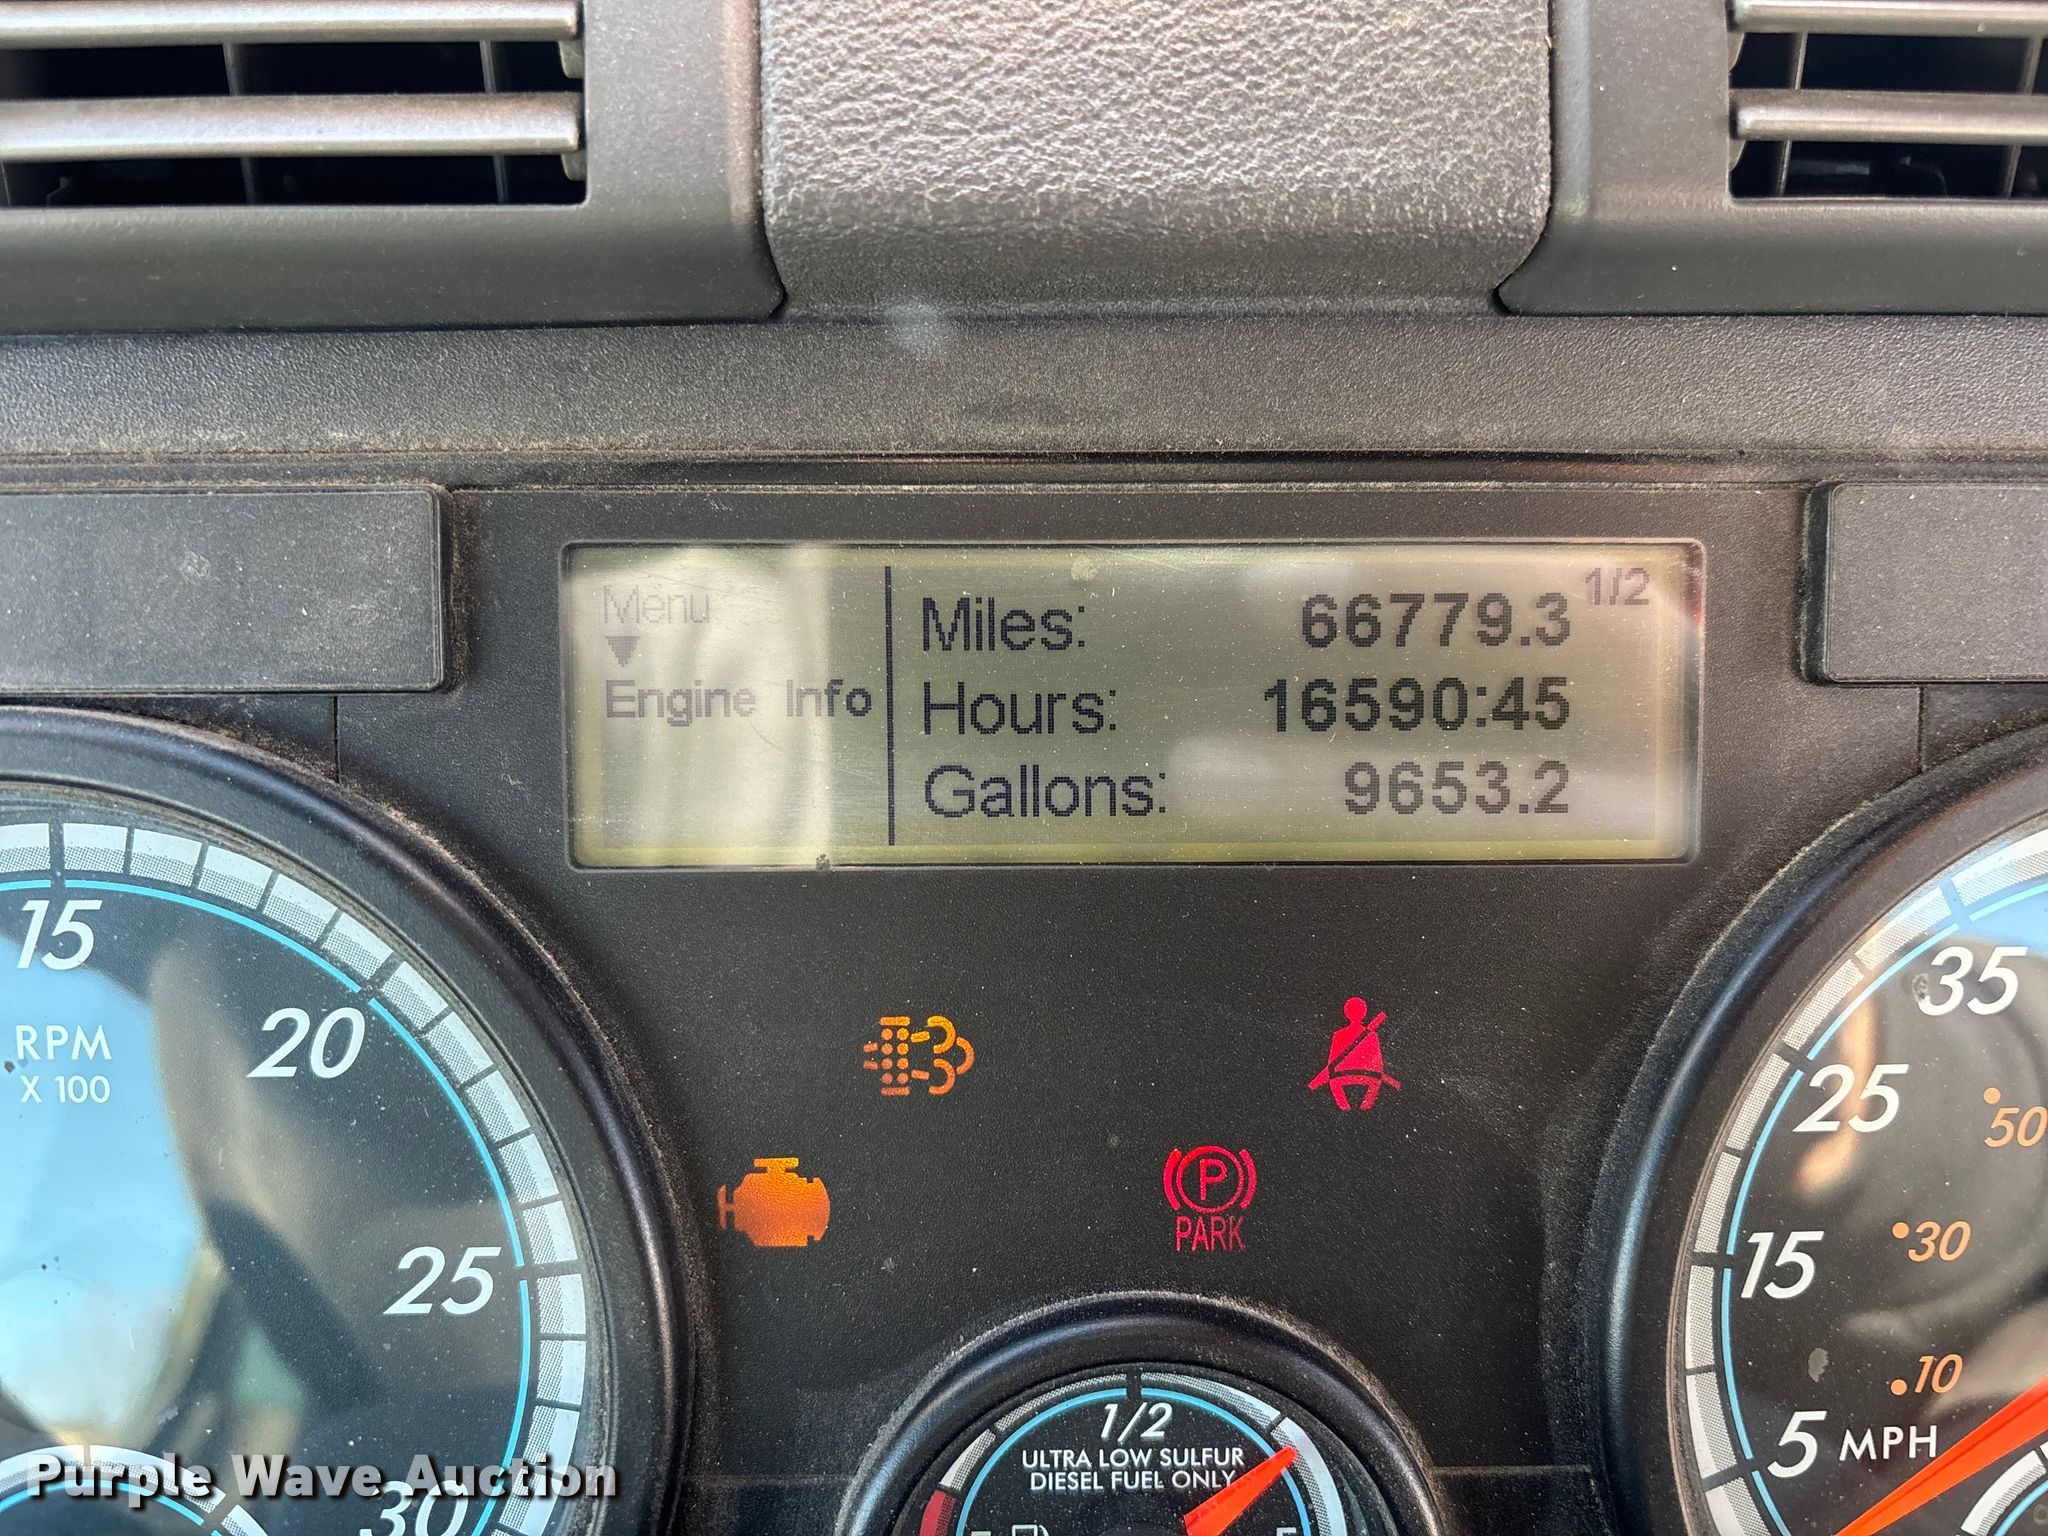 Menu
Engine Info
1/2
Miles: 66779.3
Hours: 16590:45
Gallons: 9653.2
15
20
25
30
RPM
X 100
PARK
1/2
ULTRA LOW SULFUR
DIESEL FUEL ONLY
35
25
15
5 MPH
50
30
10
Purple Wave Auction